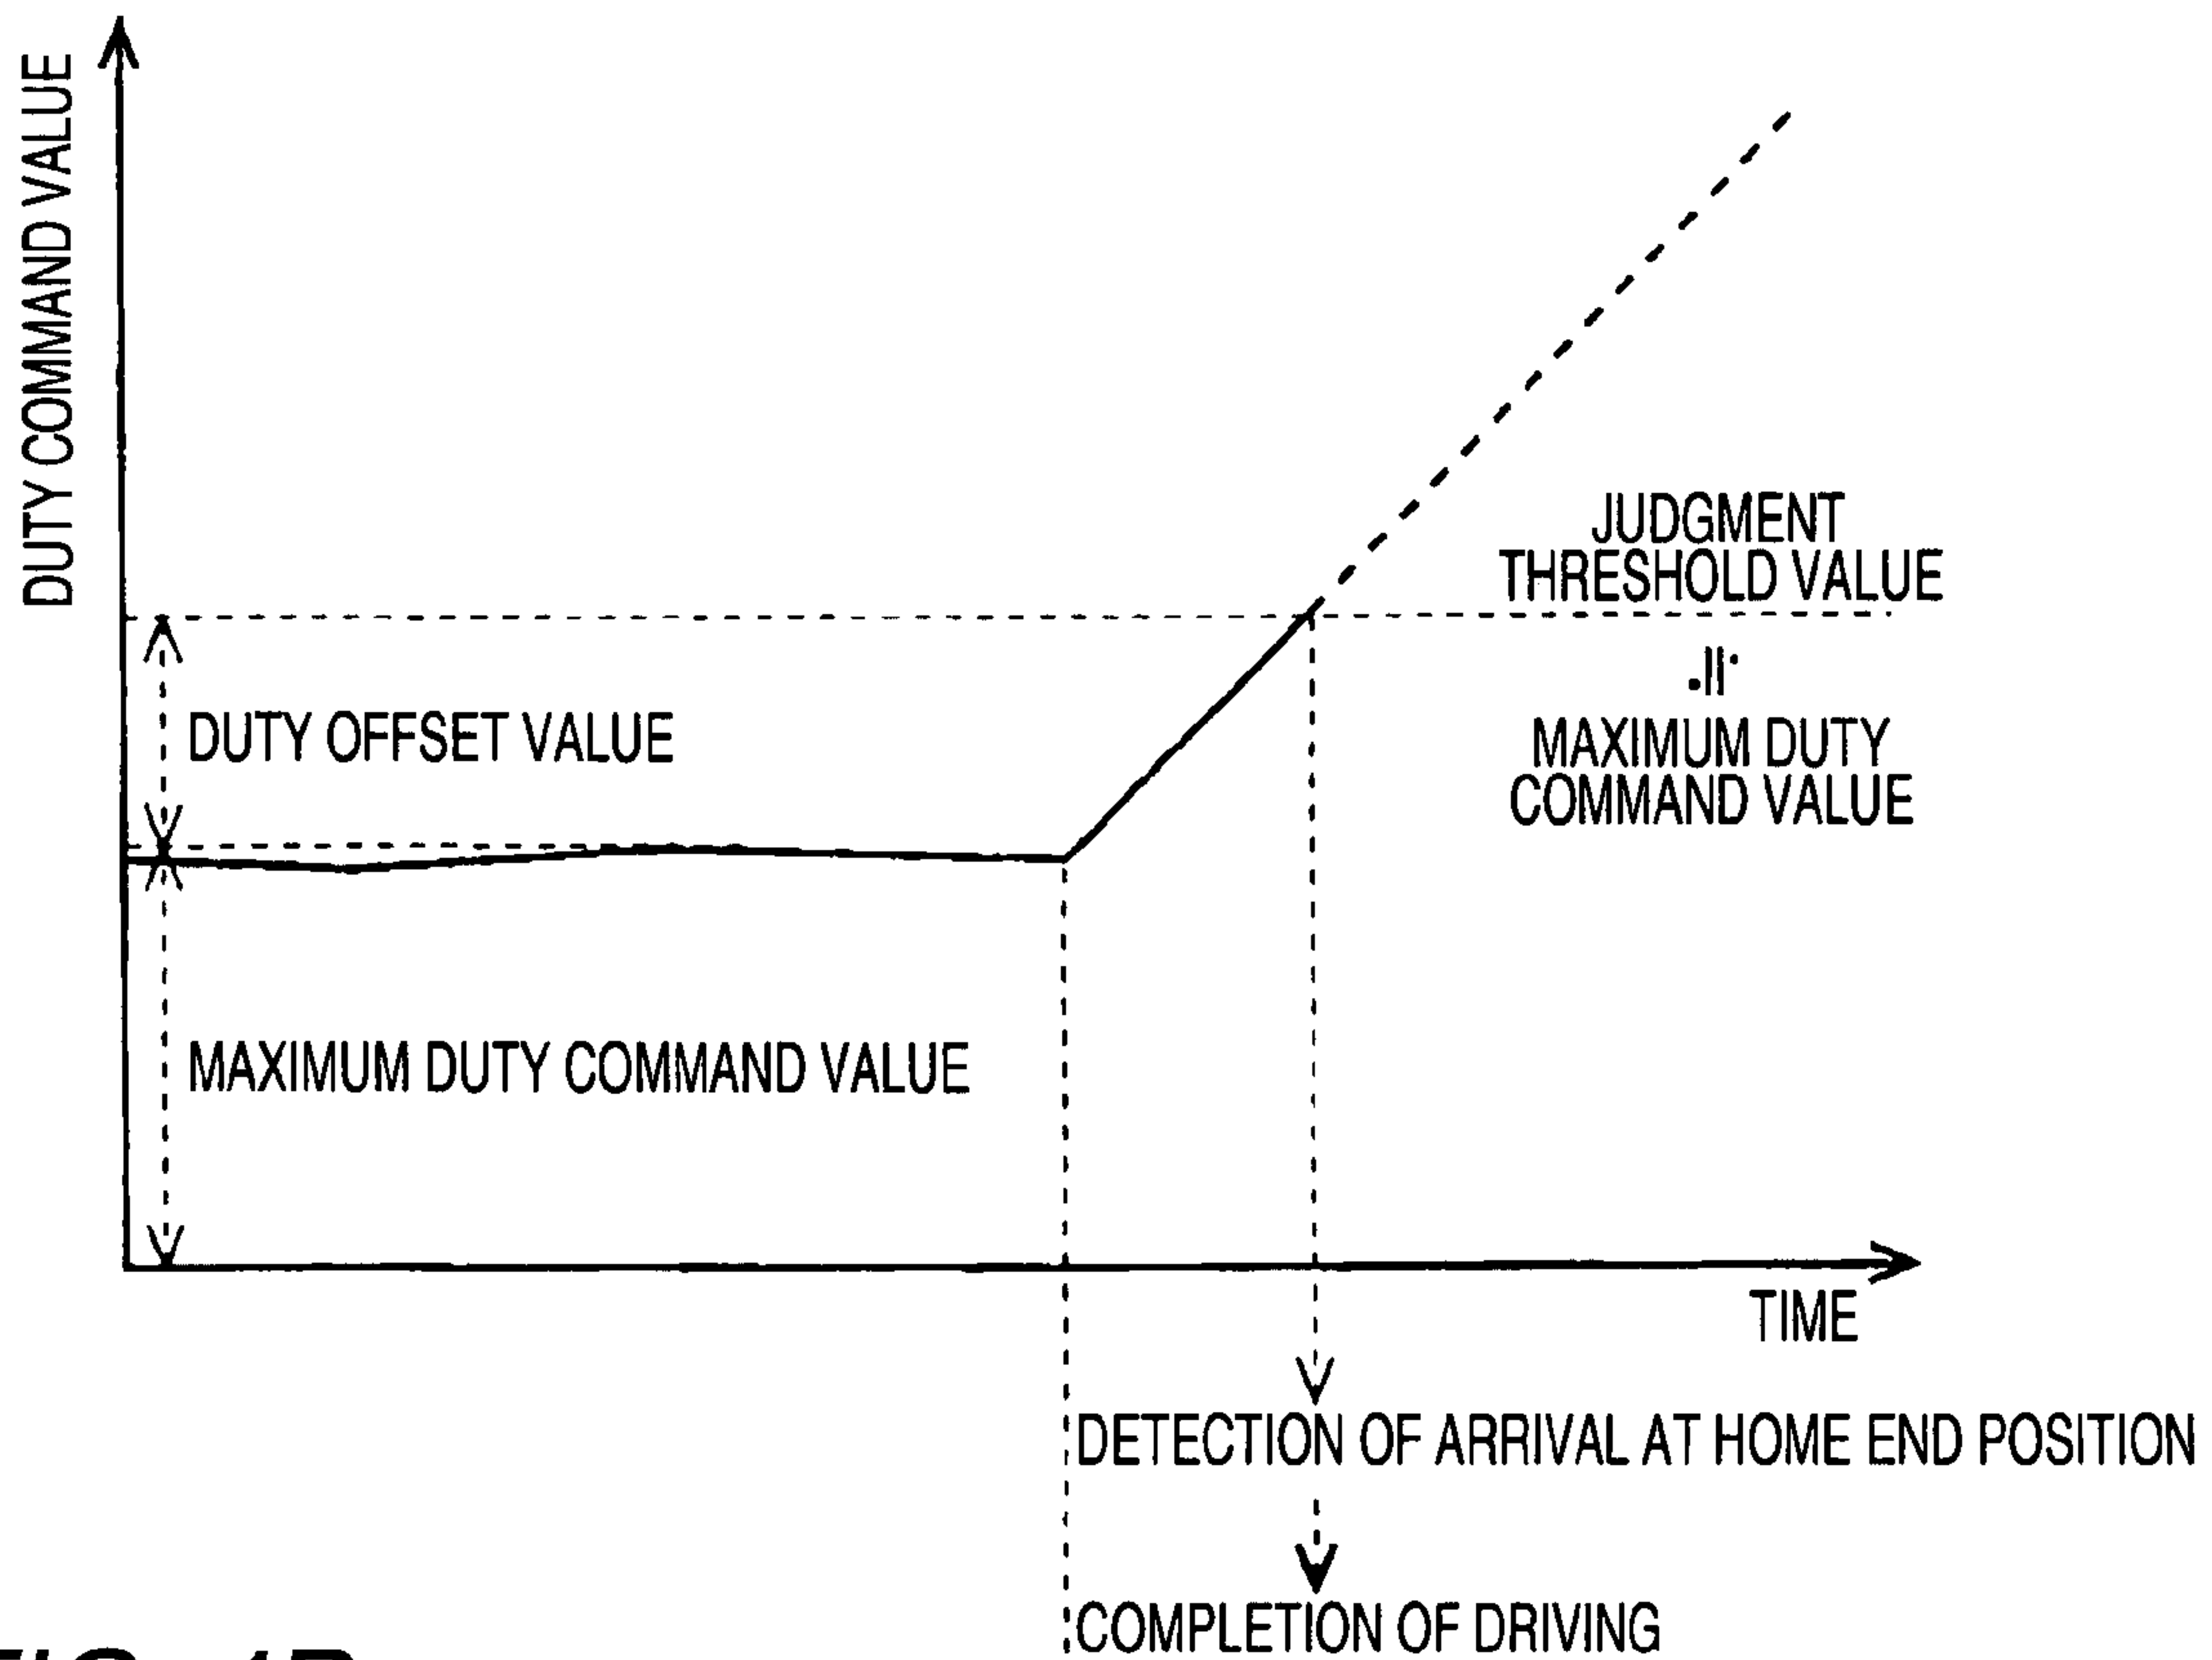 DUTY COMMAND VALUE
JUDGMENT
THRESHOLD VALUE
≒
MAXIMUM DUTY
COMMAND VALUE
DUTY OFFSET VALUE
MAXIMUM DUTY COMMAND VALUE
TIME
DETECTION OF ARRIVAL AT HOME END POSITION
COMPLETION OF DRIVING